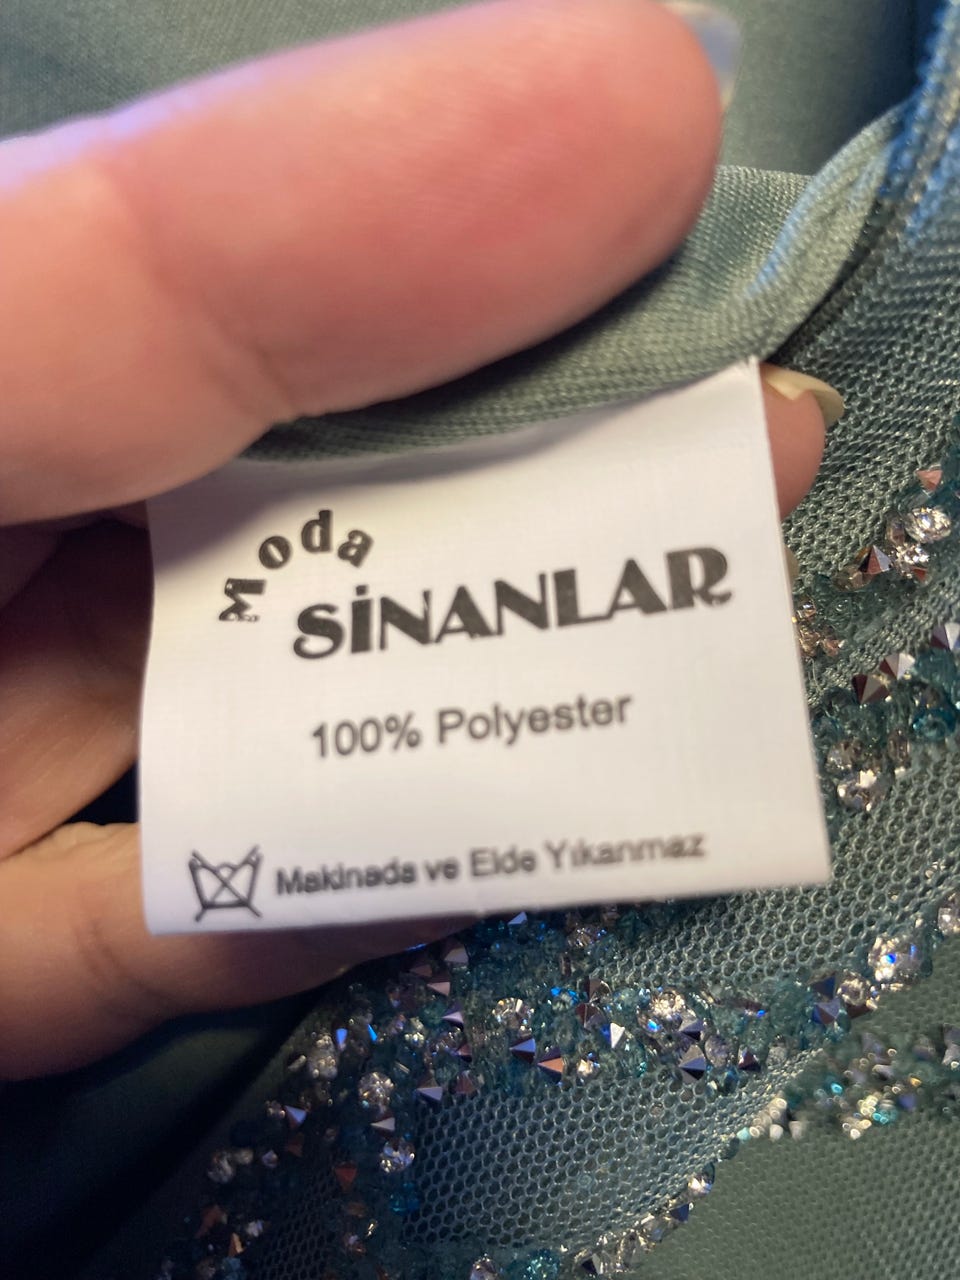 Moda
SİNANLAR
100% Polyester
Makinada ve Elde Yıkanmaz